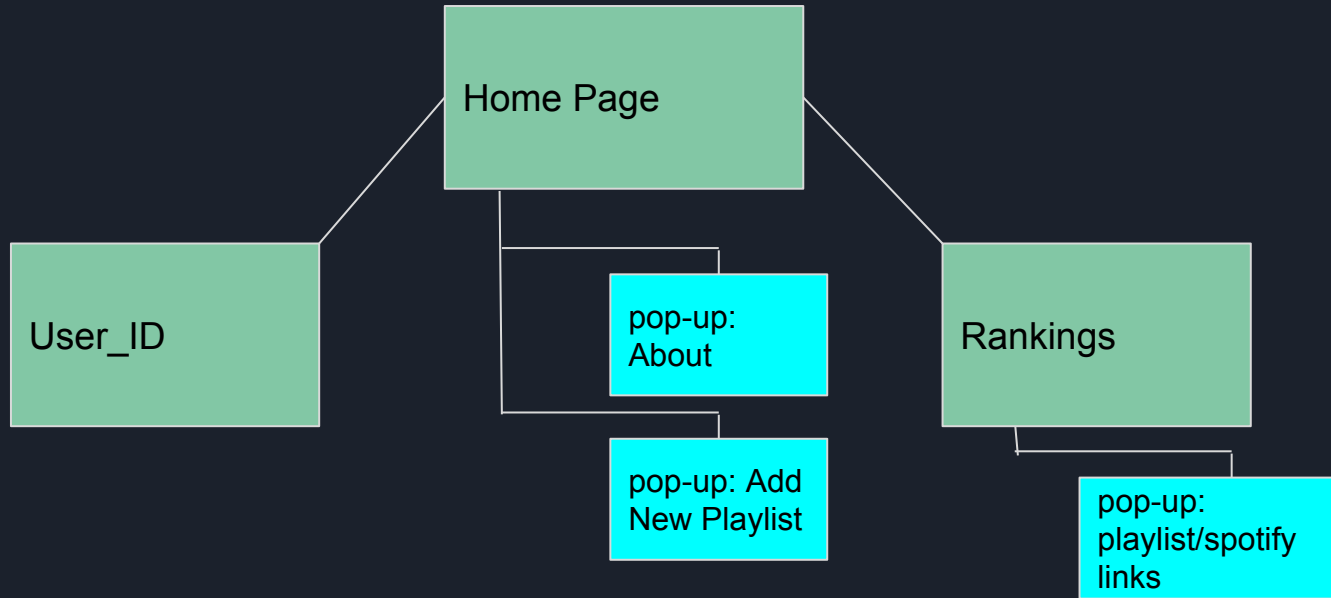 Home Page
User_ID
pop-up:
About
Rankings
pop-up: Add
New Playlist
pop-up:
playlist/spotify
links